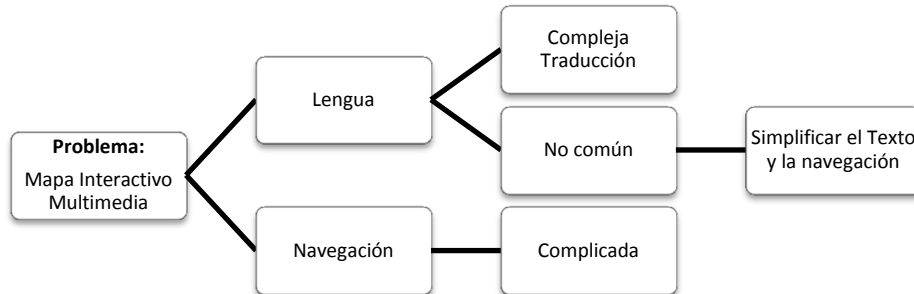 Problema:
Mapa Interactivo
Multimedia
Lengua
Navegación
Compleja
Traducción
No común
Complicada
Simplificar el Texto
y la navegación